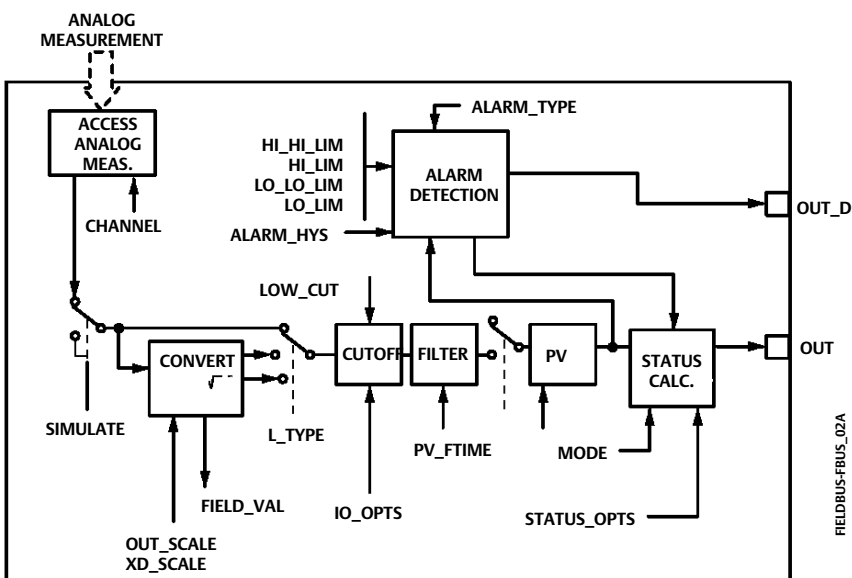 ANALOG
MEASUREMENT
ACCESS
ANALOG
MEAS.
CHANNEL
ALARM_TYPE
HI_HI_LIM
HI_LIM
LO_LO_LIM
LO_LIM
ALARM_HYS
ALARM
DETECTION
OUT_D
LOW_CUT
SIMULATE
CONVERT
L_TYPE
CUTOFF
FILTER
PV
STATUS
CALC.
OUT
FIELD_VAL
OUT_SCALE
XD_SCALE
IO_OPTS
PV_FTIME
MODE
STATUS_OPTS
FIELDBUS-FBUS_02A